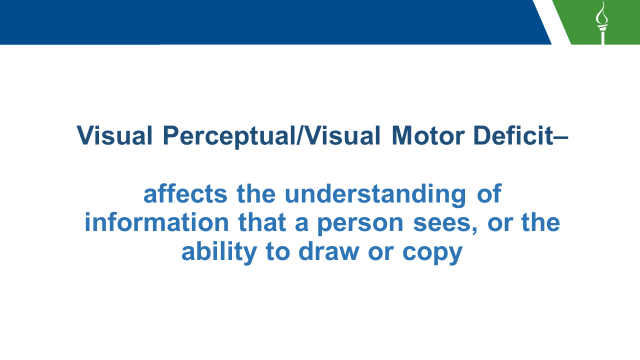 Visual Perceptual/Visual Motor Deficit–
affects the understanding of
information that a person sees, or the
ability to draw or copy